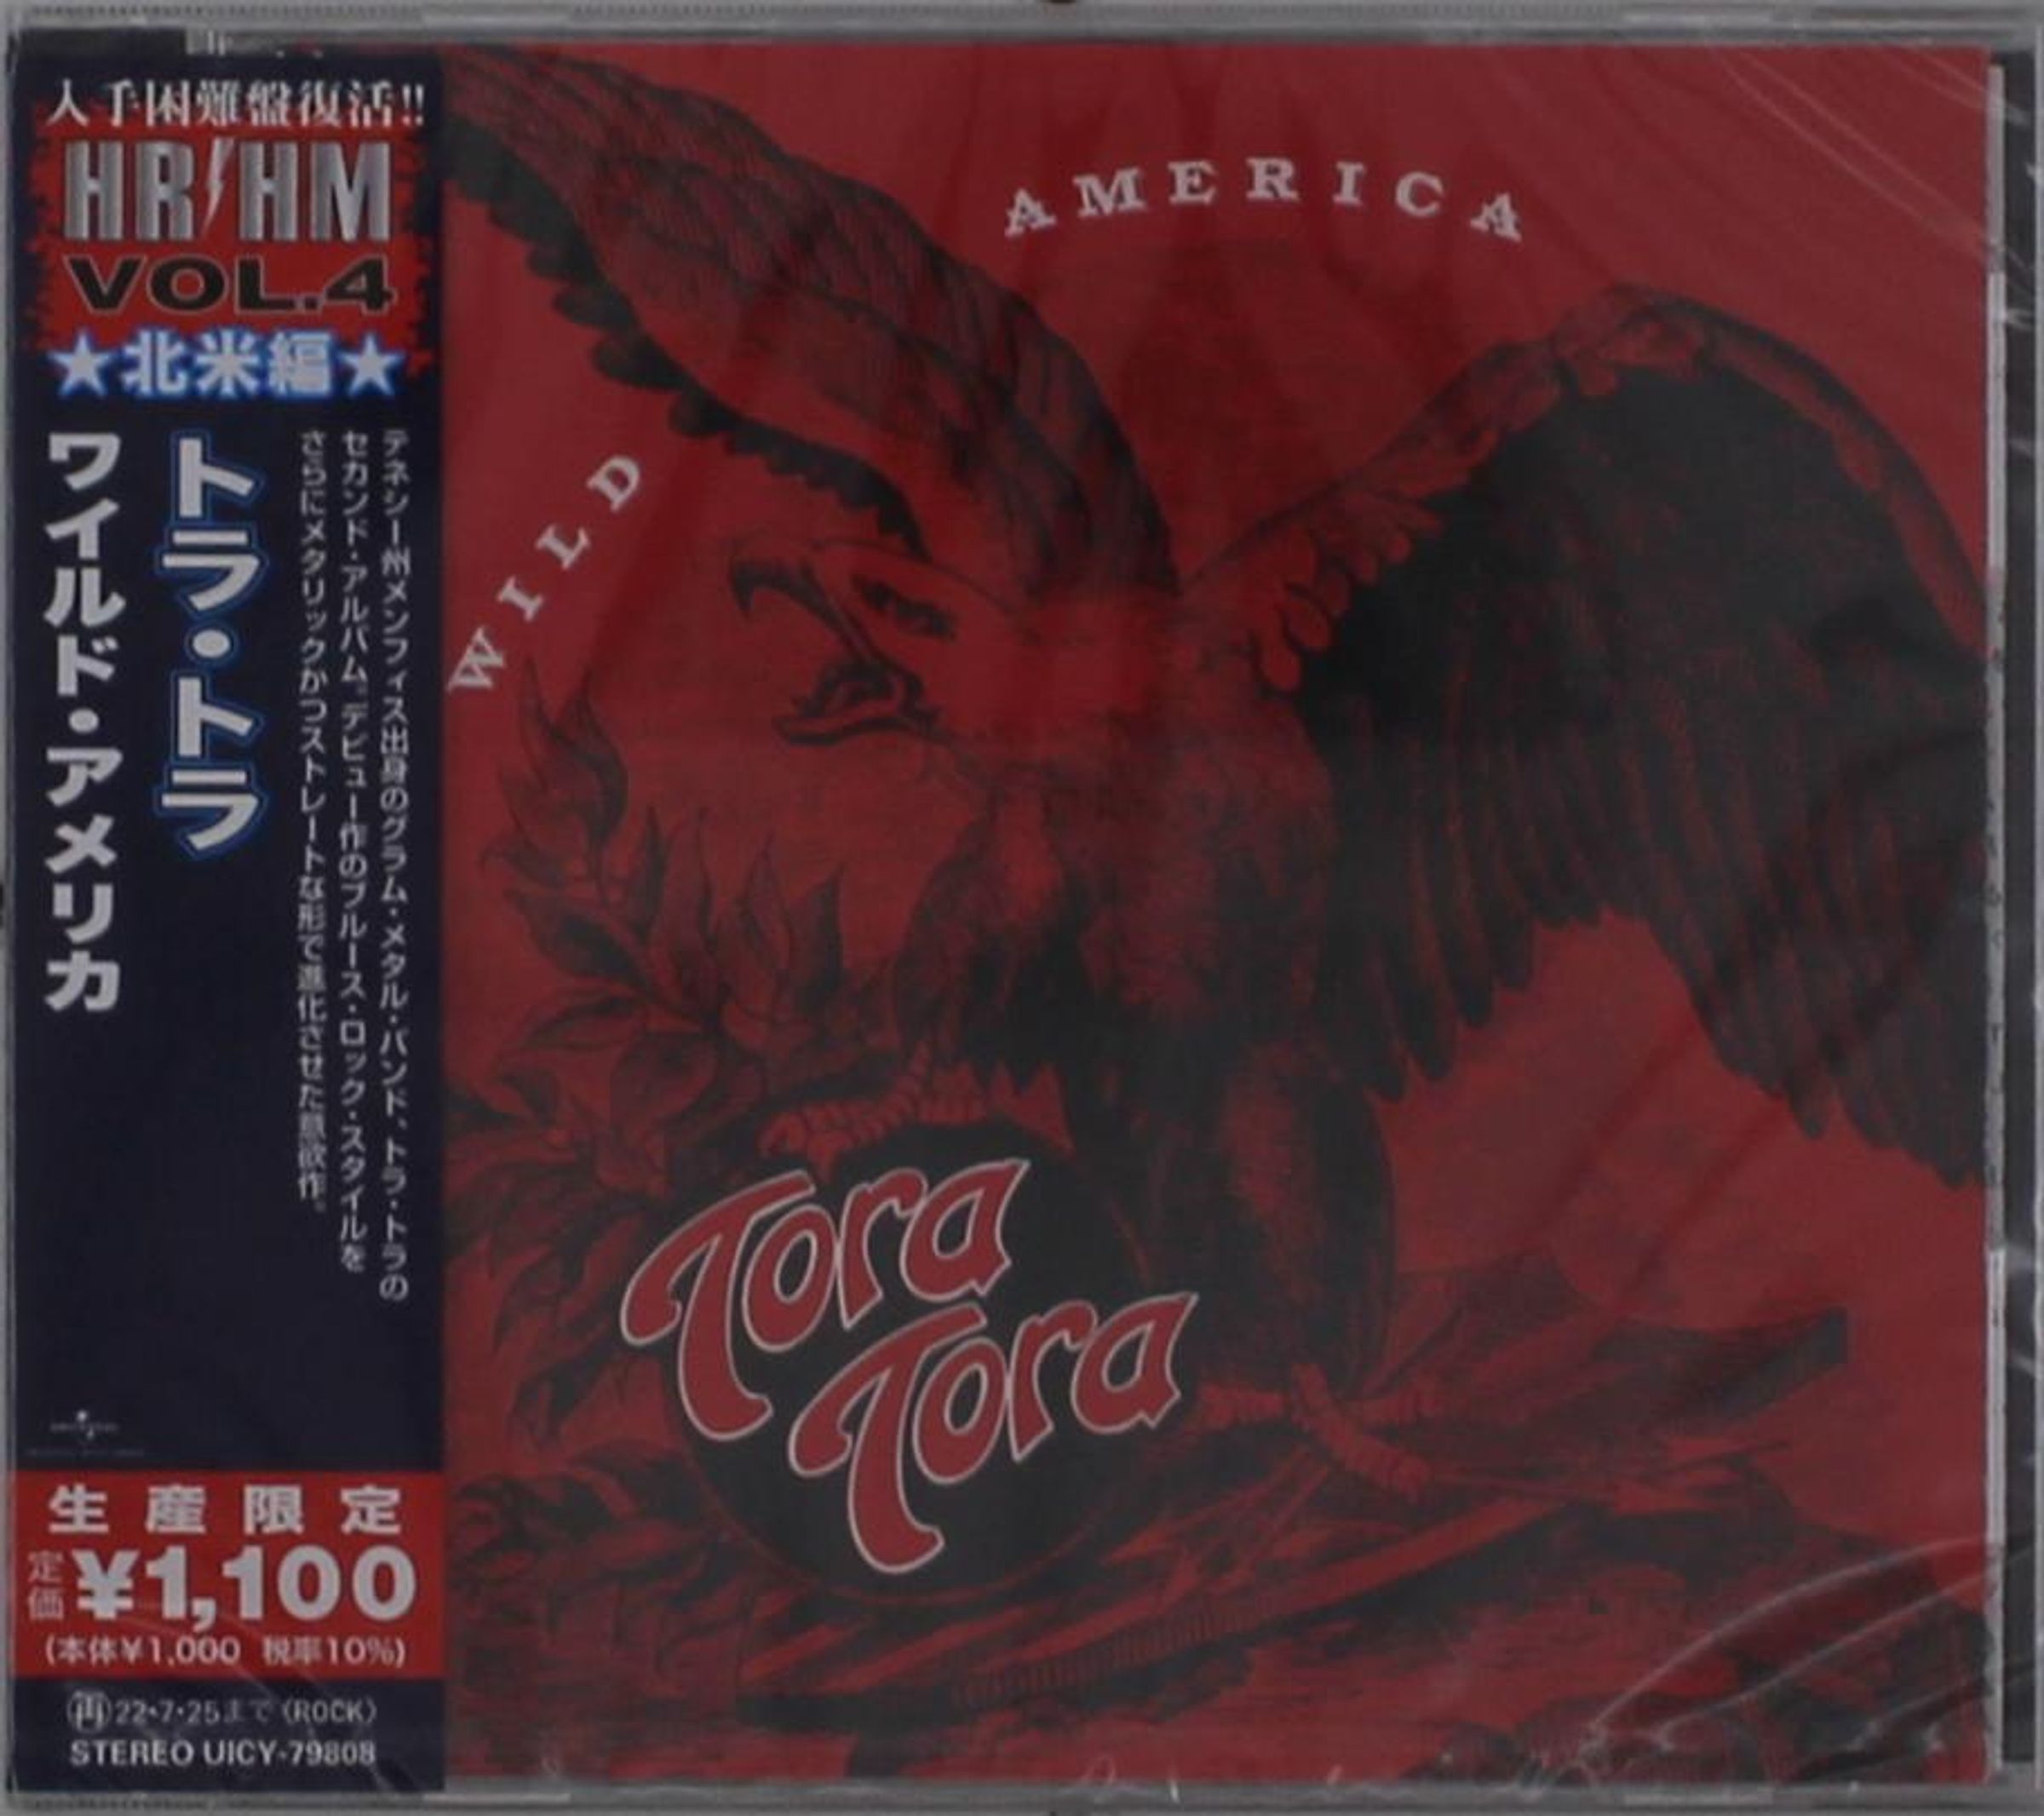 入手困難盤復活!!
HR/HM
VOL.4
★北米編★
テネシー州メンフィス出身のグラム・メタル・バンド、トラ・トラの
セカンド・アルバム。デビュー作のブルース・ロック・スタイルを
さらにメタリックかつストレートな形で進化させた意欲作。
トラ・トラ
ワイルド・アメリカ
生産限定
定価 ¥1,100
(本体¥1,000 税率10%)
再 22・7・25まで〈ROCK〉
STEREO UICY-79808
WILD AMERICA
Tora
Tora